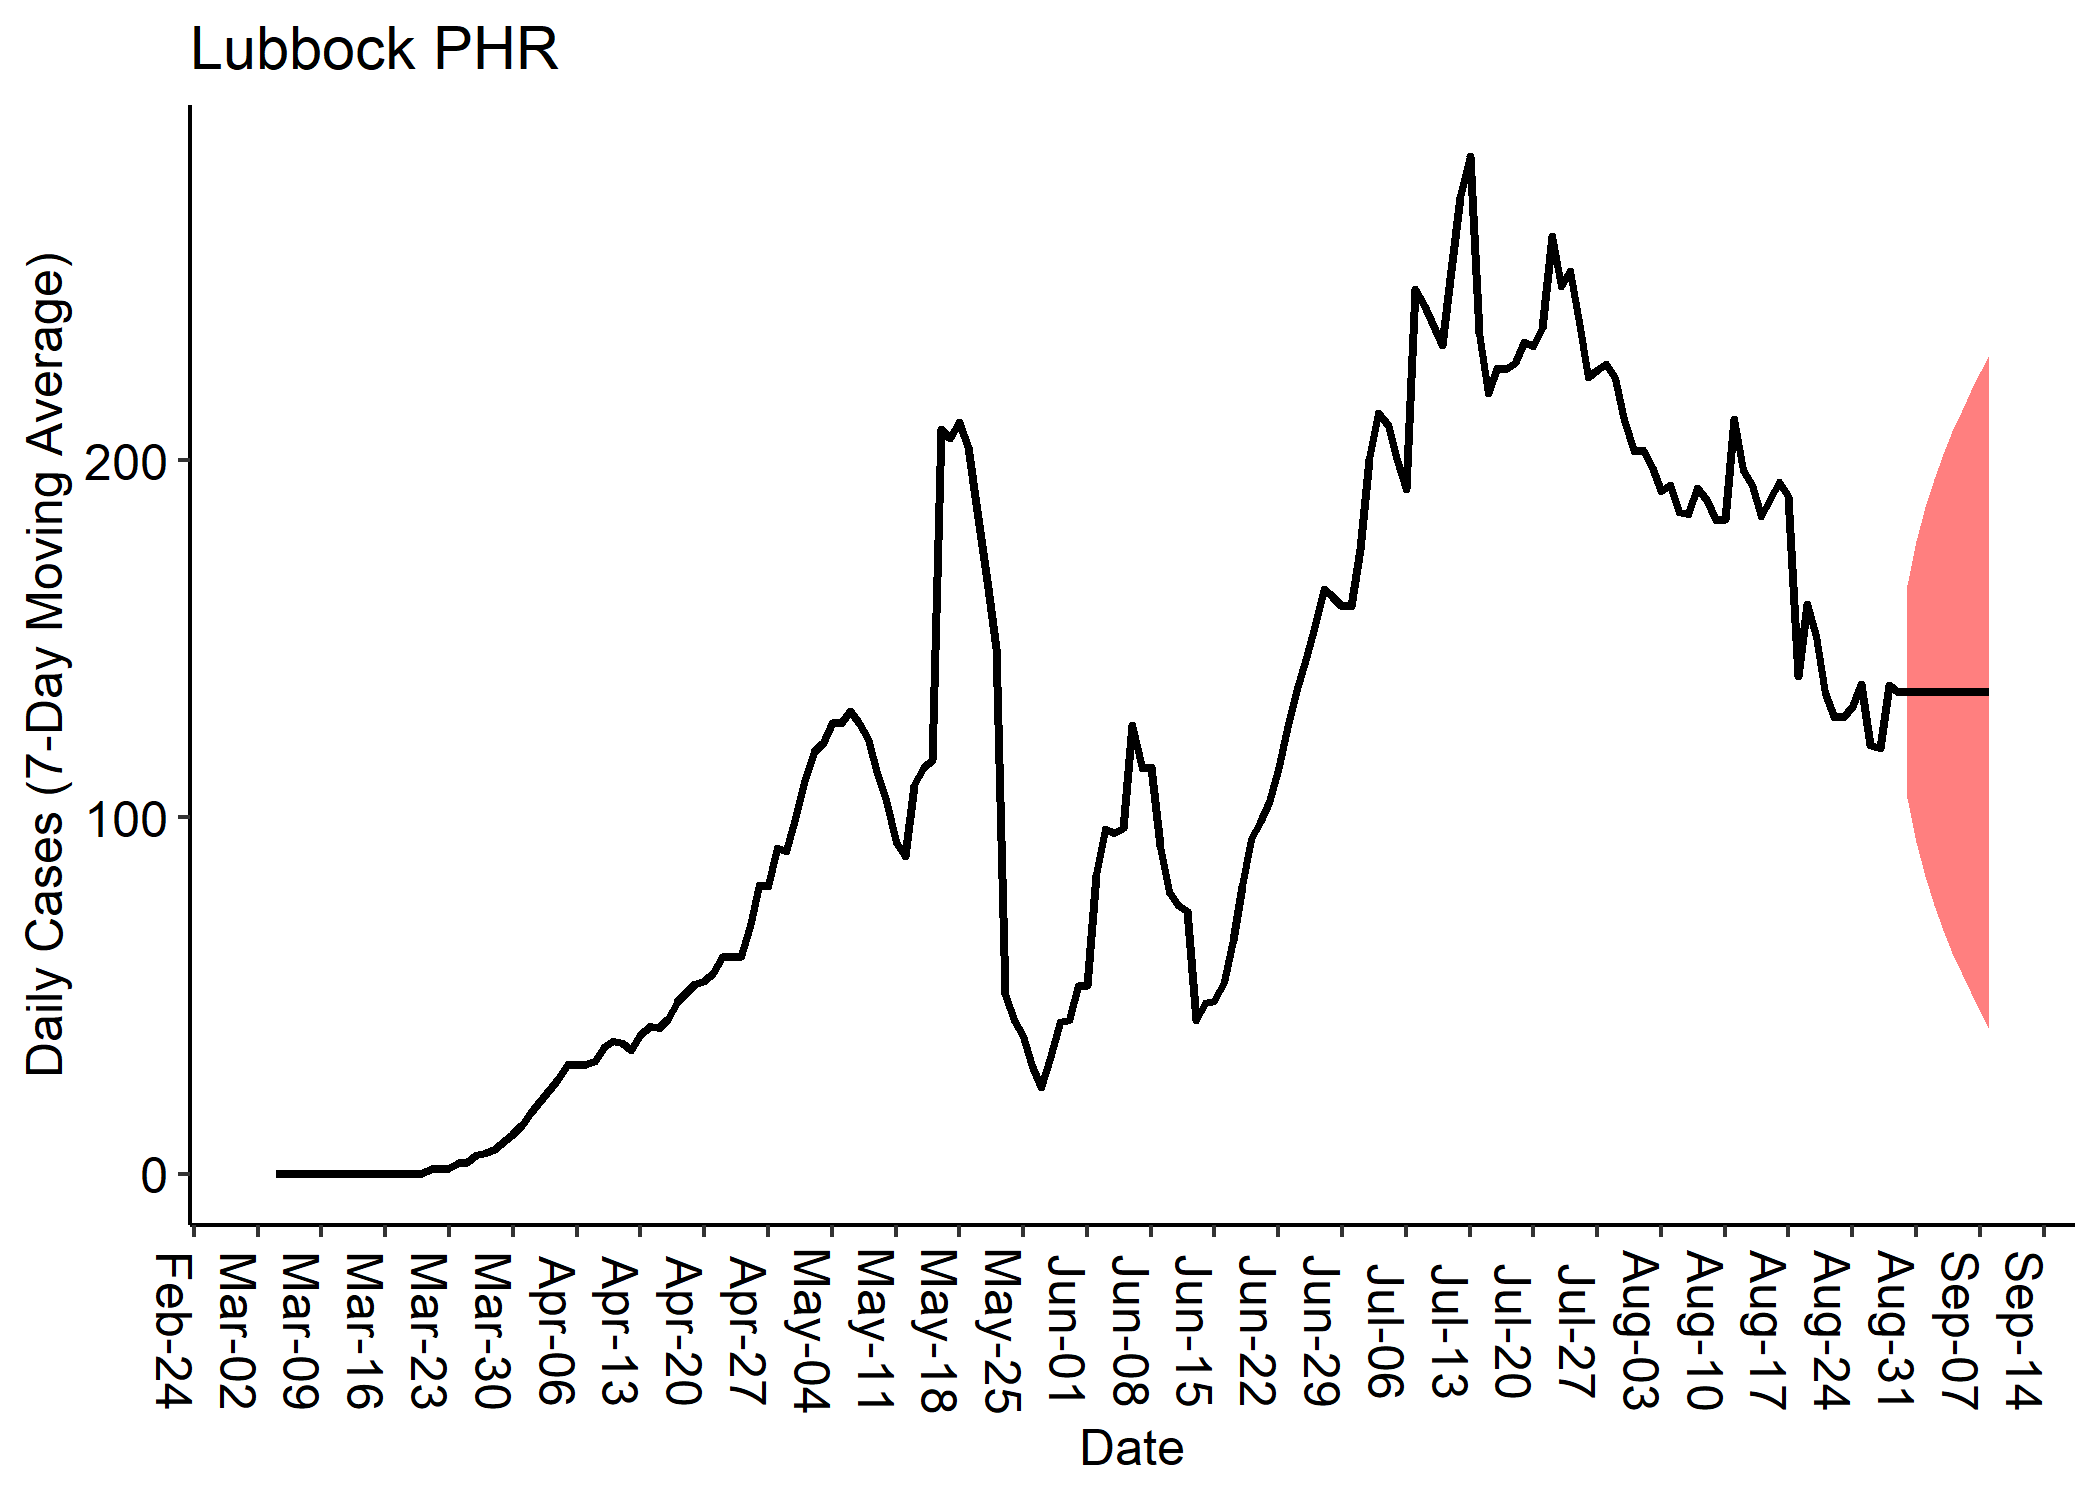 Lubbock PHR
Daily Cases (7-Day Moving Average)
200
100
0
Feb-24
Mar-02
Mar-09
Mar-16
Mar-23
Mar-30
Apr-06
Apr-13
Apr-20
Apr-27
May-04
May-11
May-18
May-25
Jun-01
Jun-08
Jun-15
Jun-22
Jun-29
Jul-06
Jul-13
Jul-20
Jul-27
Aug-03
Aug-10
Aug-17
Aug-24
Aug-31
Sep-07
Sep-14
Date